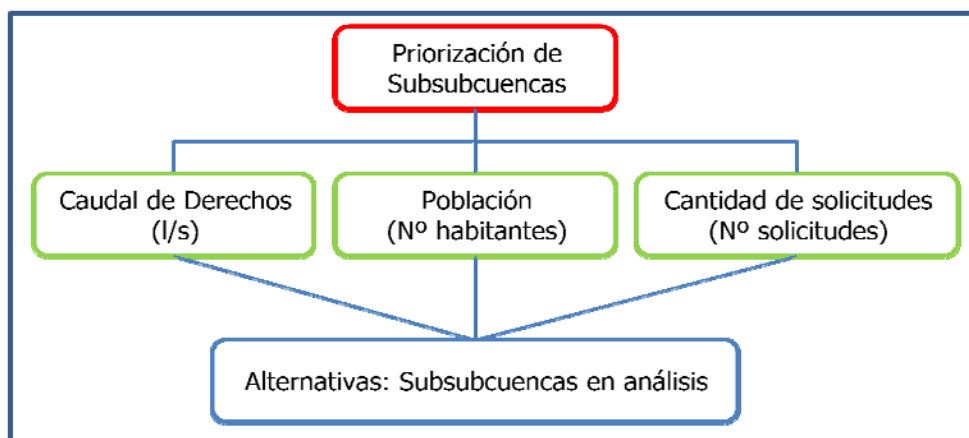 Priorización de
Subsubcuencas
Caudal de Derechos
(l/s)
Población
(Nº habitantes)
Cantidad de solicitudes
(Nº solicitudes)
Alternativas: Subsubcuencas en análisis